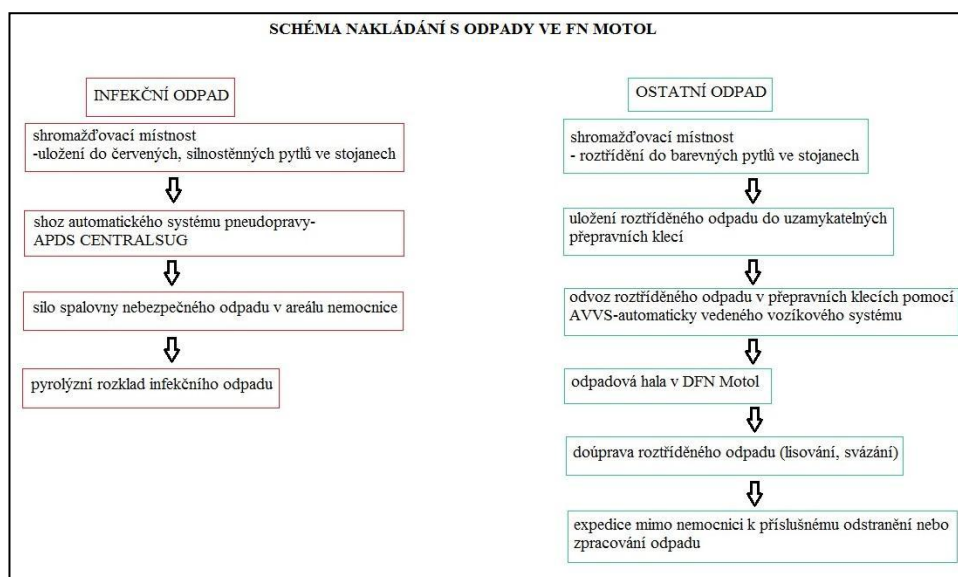 SCHÉMA NAKLÁDÁNÍ S ODPADY VE FN MOTOL
INFEKČNÍ ODPAD
shromažďovací místnost
-uložení do červených, silnostěnných pytlů ve stojanech
shoz automatického systému pneudopravy-
APDS CENTRALSUG
silo spalovny nebezpečného odpadu v areálu nemocnice
pyrolýzní rozklad infekčního odpadu
OSTATNÍ ODPAD
shromažďovací místnost
- roztřídění do barevných pytlů ve stojanech
uložení roztříděného odpadu do uzamykatelných
přepravních klecí
odvoz roztříděného odpadu v přepravních klecích pomocí
AVVS-automaticky vedeného vozíkového systému
odpadová hala v DFN Motol
doúprava roztříděného odpadu (lisování, svázání)
expedice mimo nemocnici k příslušnému odstranění nebo
zpracování odpadu